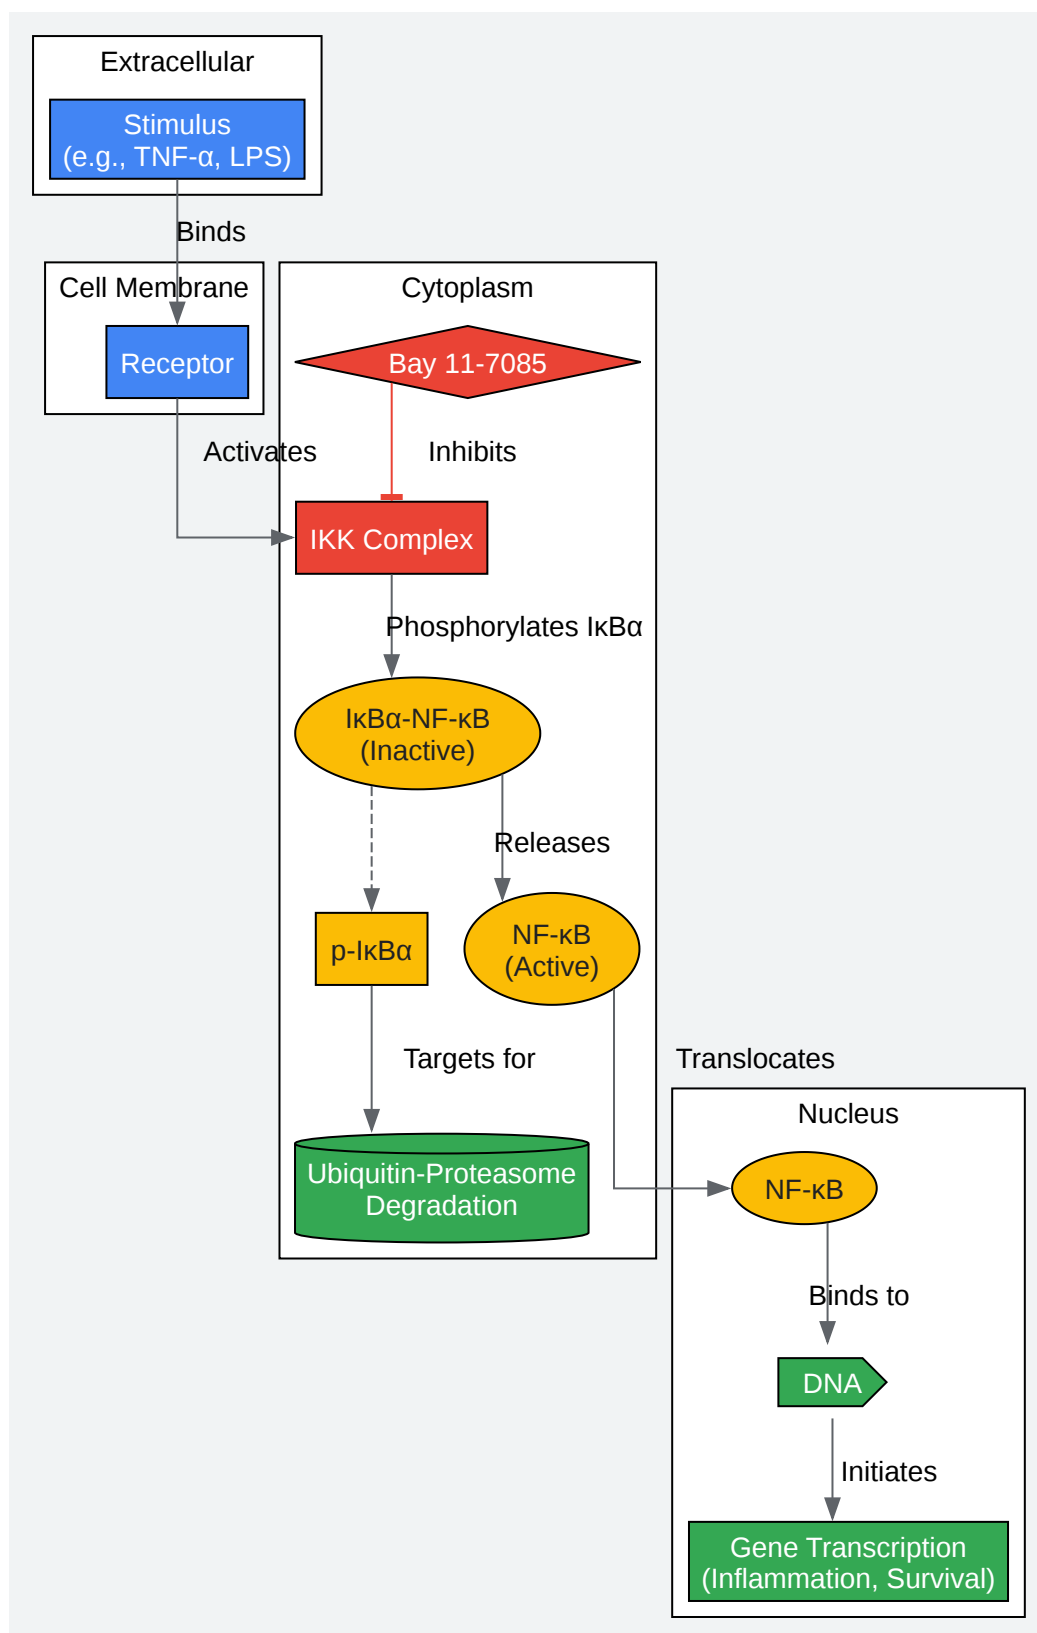 Extracellular
Stimulus
(e.g., TNF-α, LPS)
Binds
Cell Membrane
Cytoplasm
Receptor
Bay 11-7085
Activates
Inhibits
IKK Complex
Phosphorylates IκBα
IκBα-NF-κB
(Inactive)
Releases
p-IκBα
NF-κB
(Active)
Targets for
Translocates
Nucleus
Ubiquitin-Proteasome
Degradation
NF-κB
Binds to
DNA
Initiates
Gene Transcription
(Inflammation, Survival)